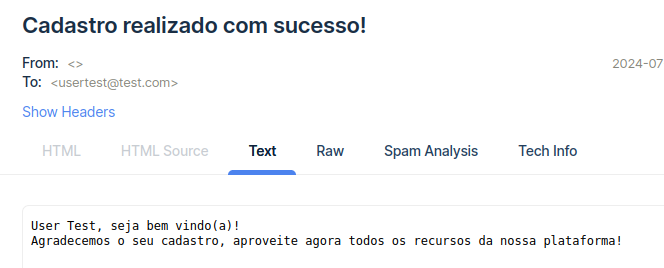 Cadastro realizado com sucesso!
From: <>
2024-07
To: <usertest@test.com>
Show Headers
HTML HTML Source Text Raw Spam Analysis Tech Info
User Test, seja bem vindo(a)!
Agradecemos o seu cadastro, aproveite agora todos os recursos da nossa plataforma!